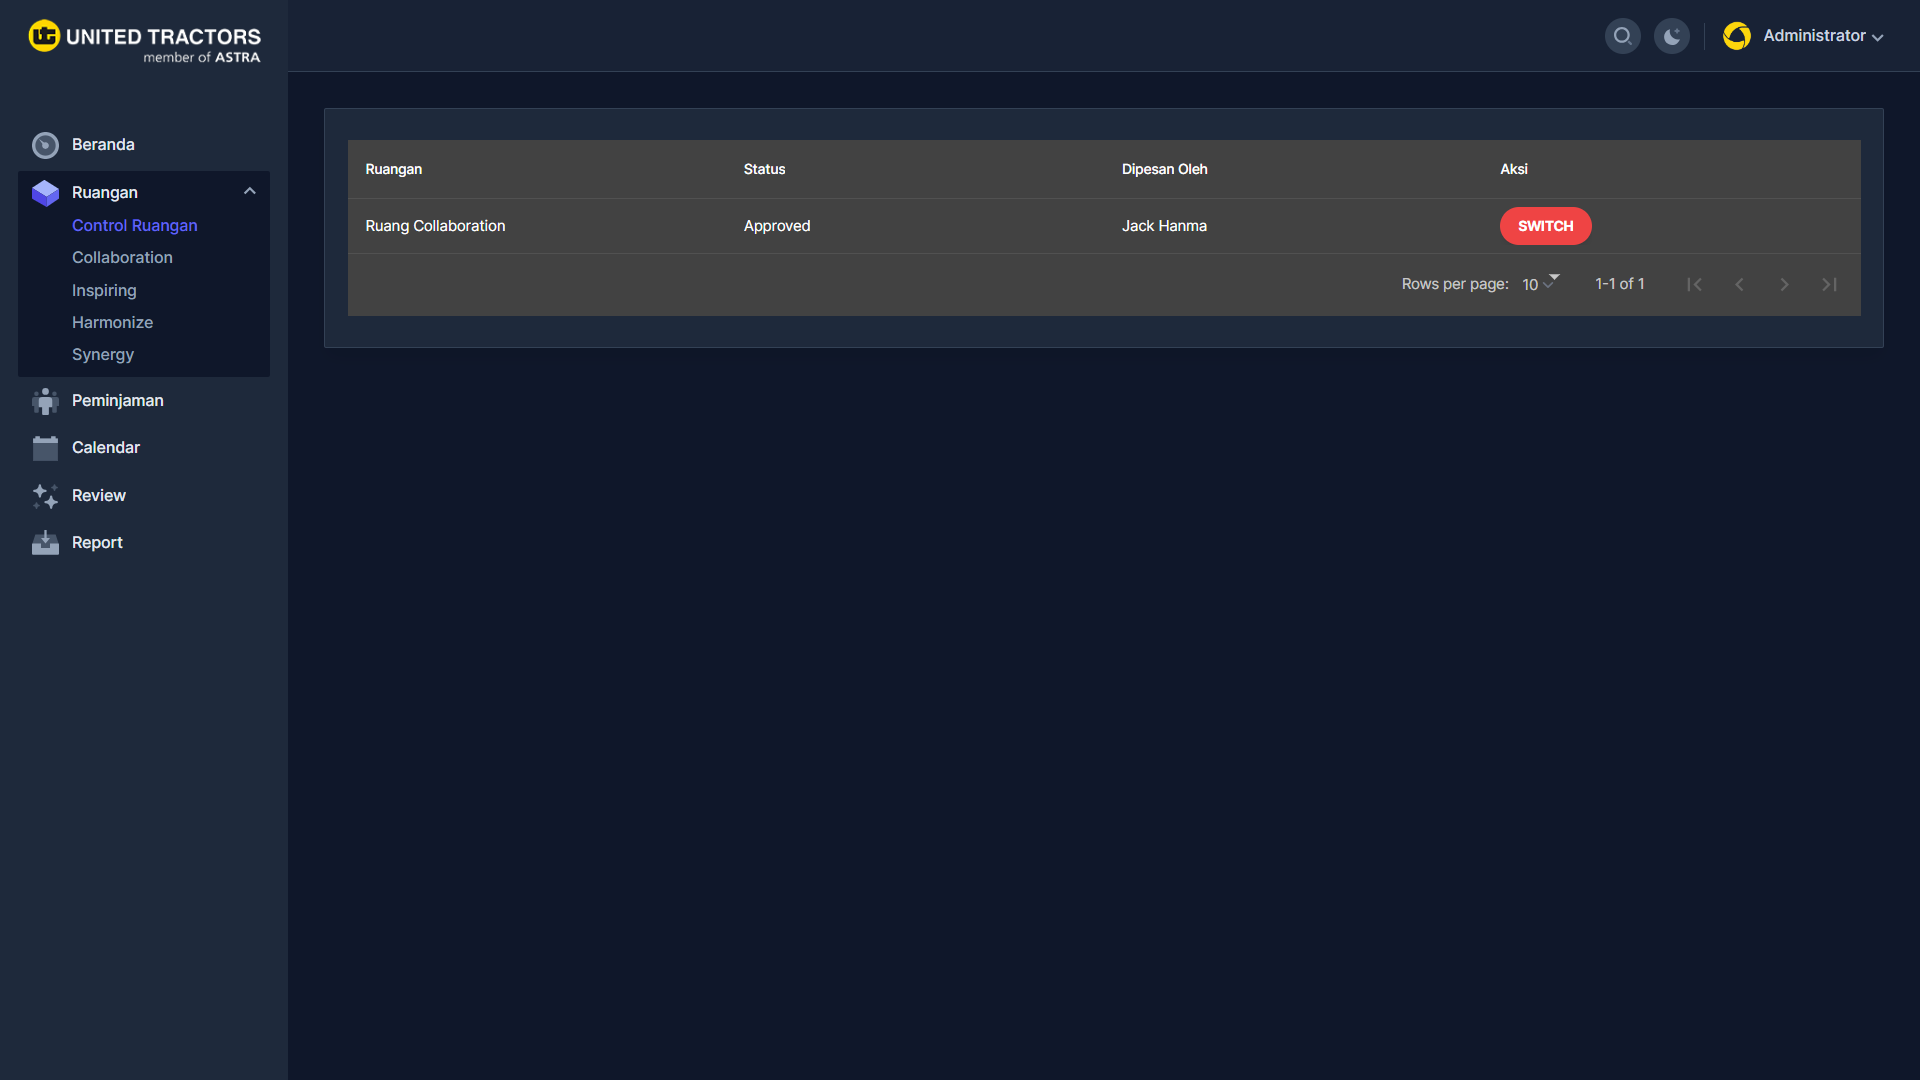 UNITED TRACTORS
member of ASTRA
Administrator
Beranda
Ruangan
Control Ruangan
Collaboration
Inspiring
Harmonize
Synergy
Peminjaman
Calendar
Review
Report
Ruangan Status Dipesan Oleh Aksi
Ruang Collaboration Approved Jack Hanma SWITCH
Rows per page: 10 1-1 of 1